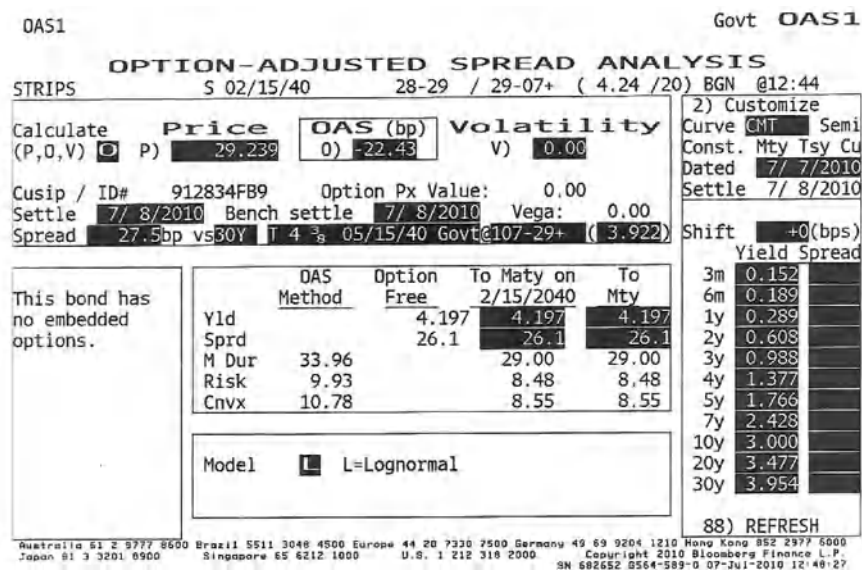 OAS1 Govt OAS1
OPTION-ADJUSTED SPREAD ANALYSIS
STRIPS S 02/15/40 28-29 / 29-07+ ( 4.24 /20) BGN @12:44
Calculate Price OAS (bp) Volatility
(P,O,V) O P) 29.239 O) -22.43 V) 0.00
Cusip / ID# 912834FB9 Option Px Value: 0.00
Settle 7/ 8/2010 Bench settle 7/ 8/2010 Vega: 0.00
Spread 27.5bp vs30Y T 4 3/8 05/15/40 Govt@107-29+ ( 3.922)
2) Customize
Curve CMT Semi
Const. Mty Tsy Cu
Dated 7/ 7/2010
Settle 7/ 8/2010
Shift +0(bps)
Yield Spread
3m 0.152
6m 0.189
1y 0.289
2y 0.608
3y 0.988
4y 1.377
5y 1.766
7y 2.428
10y 3.000
20y 3.477
30y 3.954
88) REFRESH
This bond has
no embedded
options.
OAS Option To Maty on To
Method Free 2/15/2040 Mty
Yld 4.197 4.197 4.197
Sprd 26.1 26.1 26.1
M Dur 33.96 29.00 29.00
Risk 9.93 8.48 8.48
Cnvx 10.78 8.55 8.55
Model L L=Lognormal
Australia 61 2 9777 8600 Brazil 5511 3048 4500 Europe 44 20 7330 7500 Germany 49 69 9204 1210 Hong Kong 852 2977 6000
Japan 81 3 3201 8900 Singapore 65 6212 1000 U.S. 1 212 318 2000 Copyright 2010 Bloomberg Finance L.P.
SN 682652 G564-589-0 07-Jul-2010 12:48:27